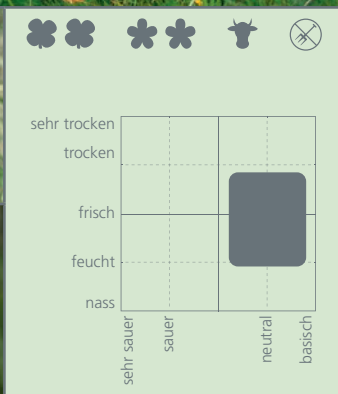 sehr trocken
trocken
frisch
feucht
nass
sehr sauer
sauer
neutral
basisch